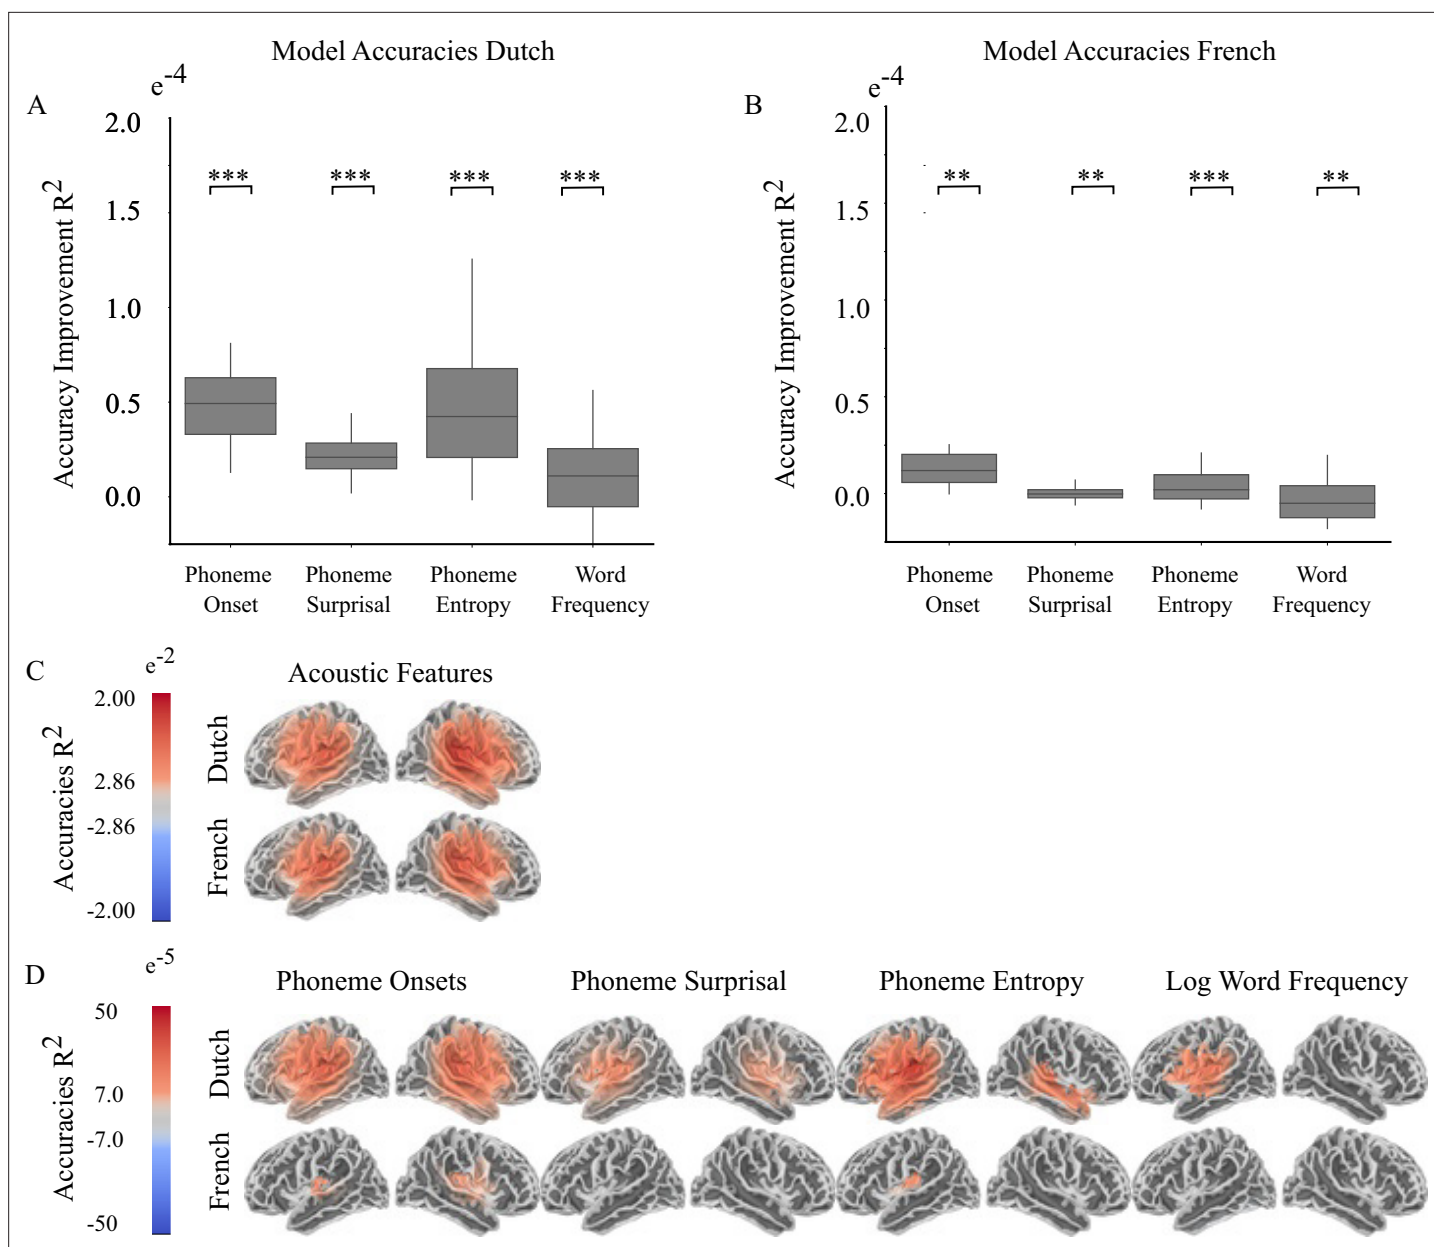 Model Accuracies Dutch
Model Accuracies French
A
e-4
Accuracy Improvement R2
2.0
1.5
1.0
0.5
0.0
***
***
***
***
Phoneme Onset
Phoneme Surprisal
Phoneme Entropy
Word Frequency
B
e-4
Accuracy Improvement R2
2.0
1.5
1.0
0.5
0.0
**
**
***
**
Phoneme Onset
Phoneme Surprisal
Phoneme Entropy
Word Frequency
C
e-2
Acoustic Features
Accuracies R2
2.00
2.86
-2.86
-2.00
Dutch
French
D
e-5
Phoneme Onsets
Phoneme Surprisal
Phoneme Entropy
Log Word Frequency
Accuracies R2
50
7.0
-7.0
-50
Dutch
French